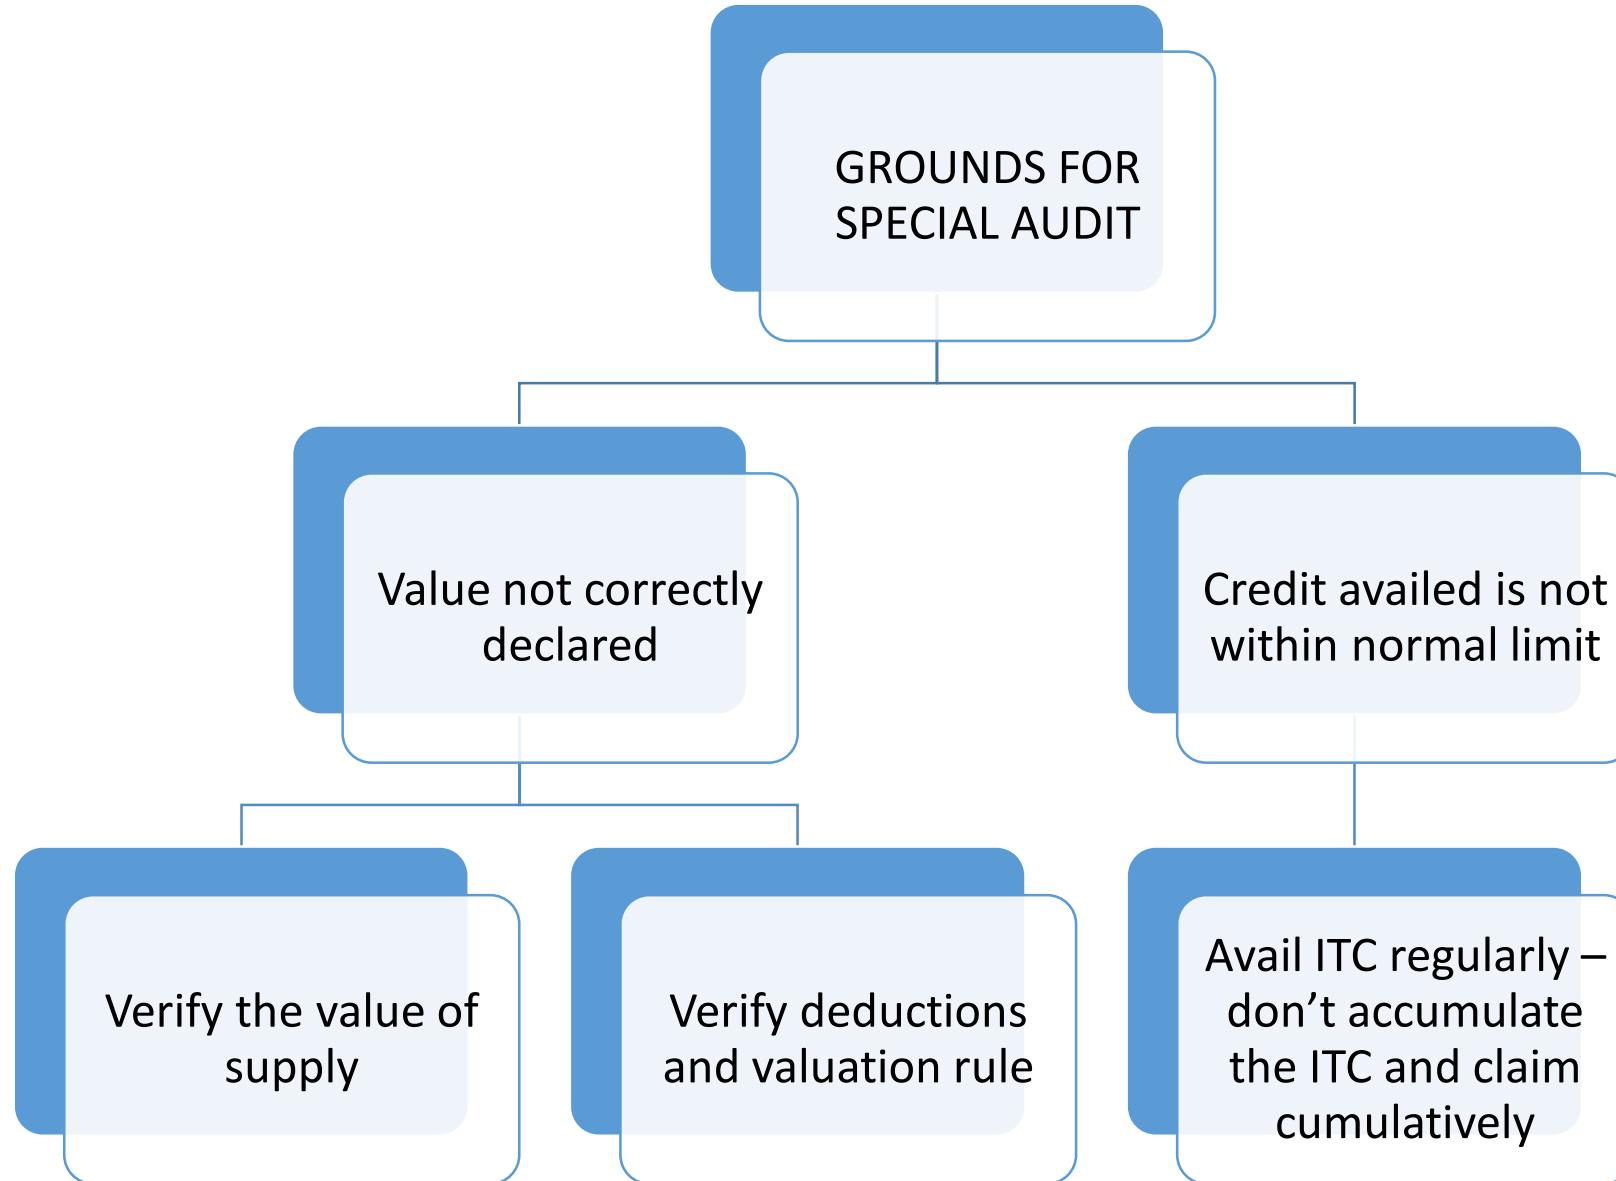 GROUNDS FOR
SPECIAL AUDIT
Value not correctly
declared
Credit availed is not
within normal limit
Verify the value of
supply
Verify deductions
and valuation rule
Avail ITC regularly –
don’t accumulate
the ITC and claim
cumulatively